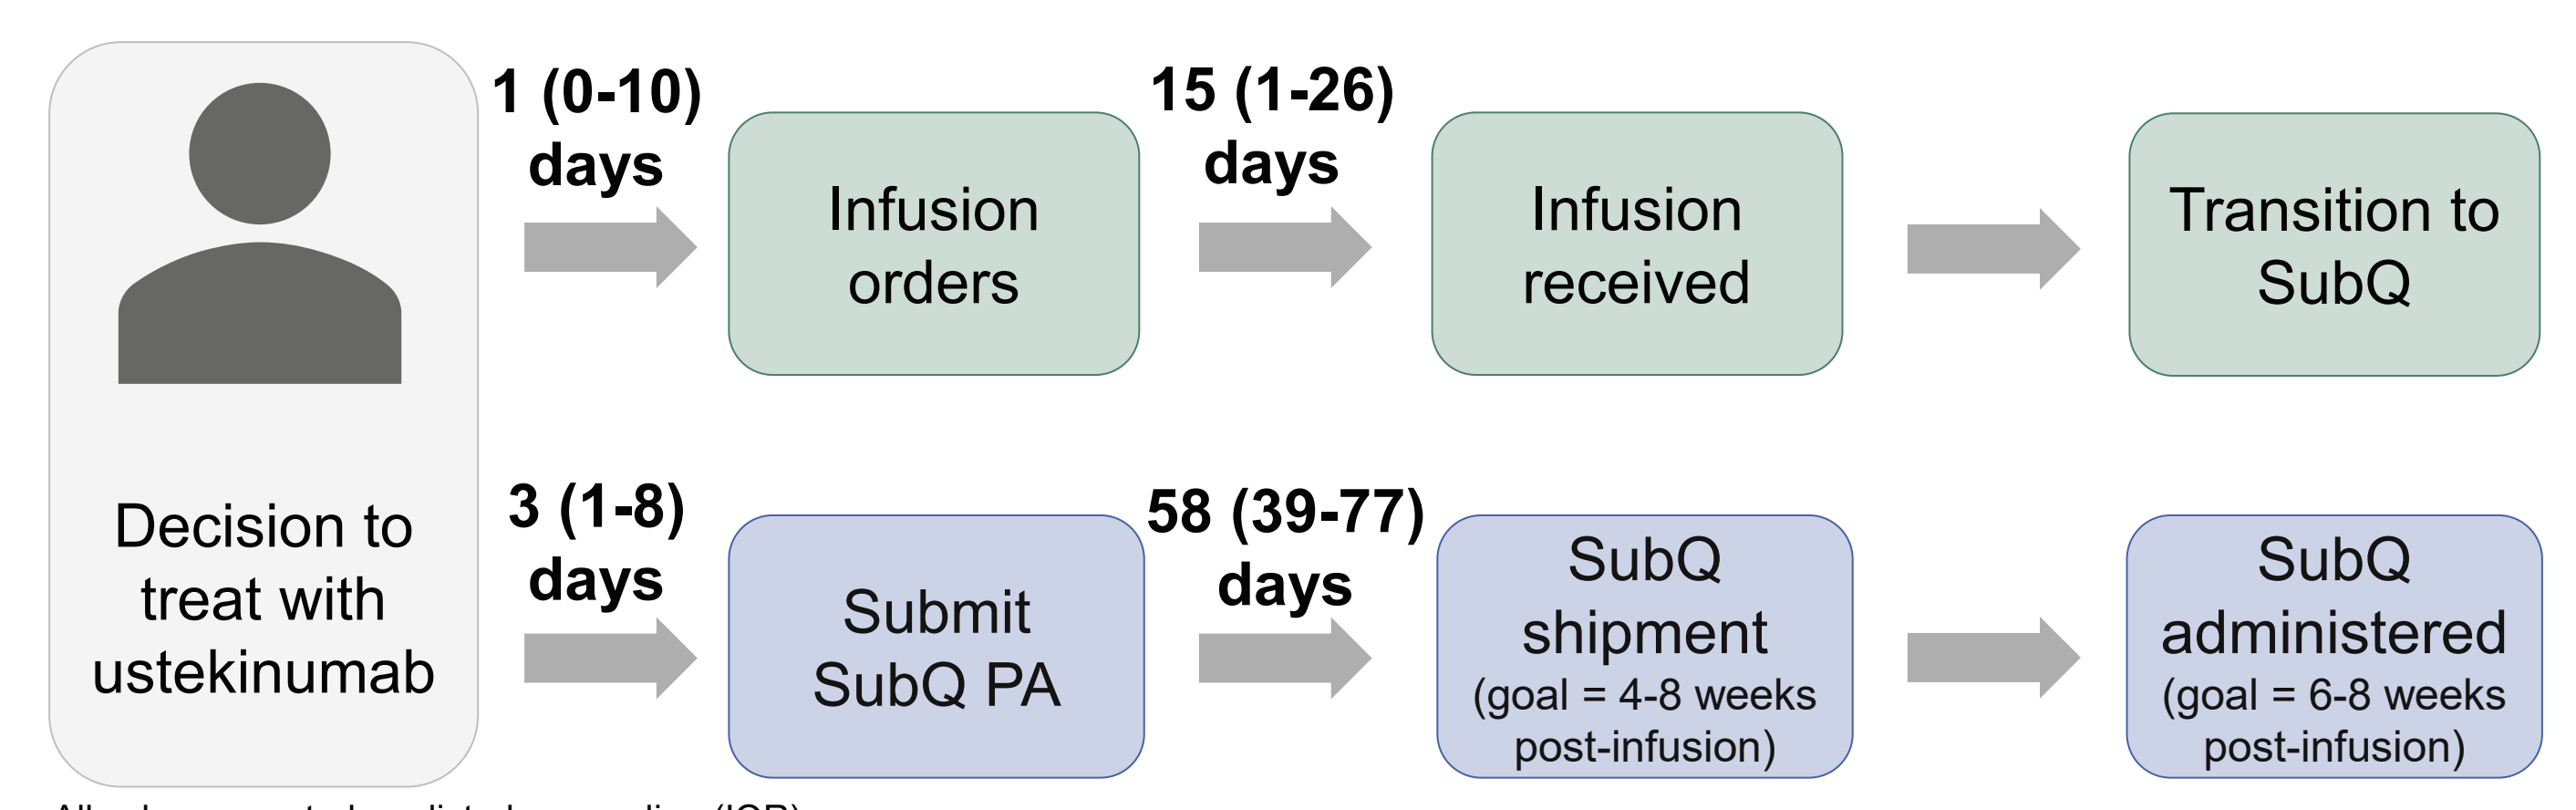 1 (0-10)
days
15 (1-26)
days
Infusion
orders
Infusion
received
Transition to
SubQ
Decision to
treat with
ustekinumab
3 (1-8)
days
58 (39-77)
days
Submit
SubQ PA
SubQ
shipment
(goal = 4-8 weeks
post-infusion)
SubQ
administered
(goal = 6-8 weeks
post-infusion)
(IQR)